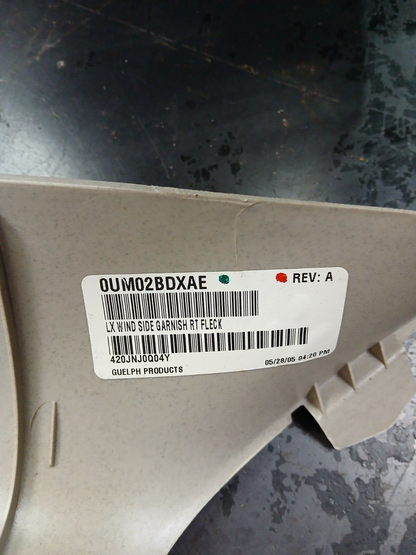 0UM02BDXAE REV: A
LX WIND SIDE GARNISH RT FLECK
420JNJ0Q04Y 05/28/05 04:20 PM
GUELPH PRODUCTS